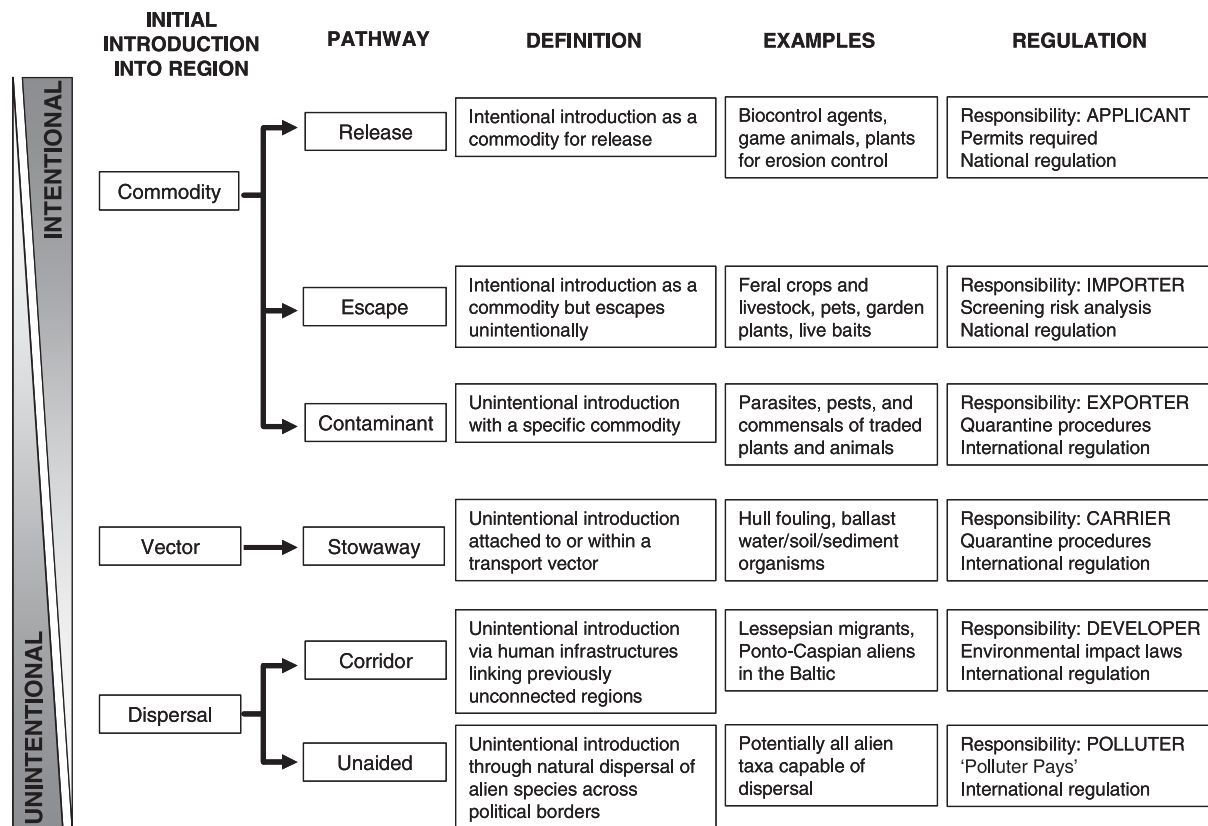 INITIAL
INTRODUCTION
INTO REGION
PATHWAY
DEFINITION
EXAMPLES
REGULATION
INTENTIONAL
UNINTENTIONAL
Commodity
Release
Intentional introduction as a
commodity for release
Biocontrol agents,
game animals, plants
for erosion control
Responsibility: APPLICANT
Permits required
National regulation
Escape
Intentional introduction as a
commodity but escapes
unintentionally
Feral crops and
livestock, pets, garden
plants, live baits
Responsibility: IMPORTER
Screening risk analysis
National regulation
Contaminant
Unintentional introduction
with a specific commodity
Parasites, pests, and
commensals of traded
plants and animals
Responsibility: EXPORTER
Quarantine procedures
International regulation
Vector
Stowaway
Unintentional introduction
attached to or within a
transport vector
Hull fouling, ballast
water/soil/sediment
organisms
Responsibility: CARRIER
Quarantine procedures
International regulation
Dispersal
Corridor
Unintentional introduction
via human infrastructures
linking previously
unconnected regions
Lessepsian migrants,
Ponto-Caspian aliens
in the Baltic
Responsibility: DEVELOPER
Environmental impact laws
International regulation
Unaided
Unintentional introduction
through natural dispersal of
alien species across
political borders
Potentially all alien
taxa capable of
dispersal
Responsibility: POLLUTER
‘Polluter Pays’
International regulation